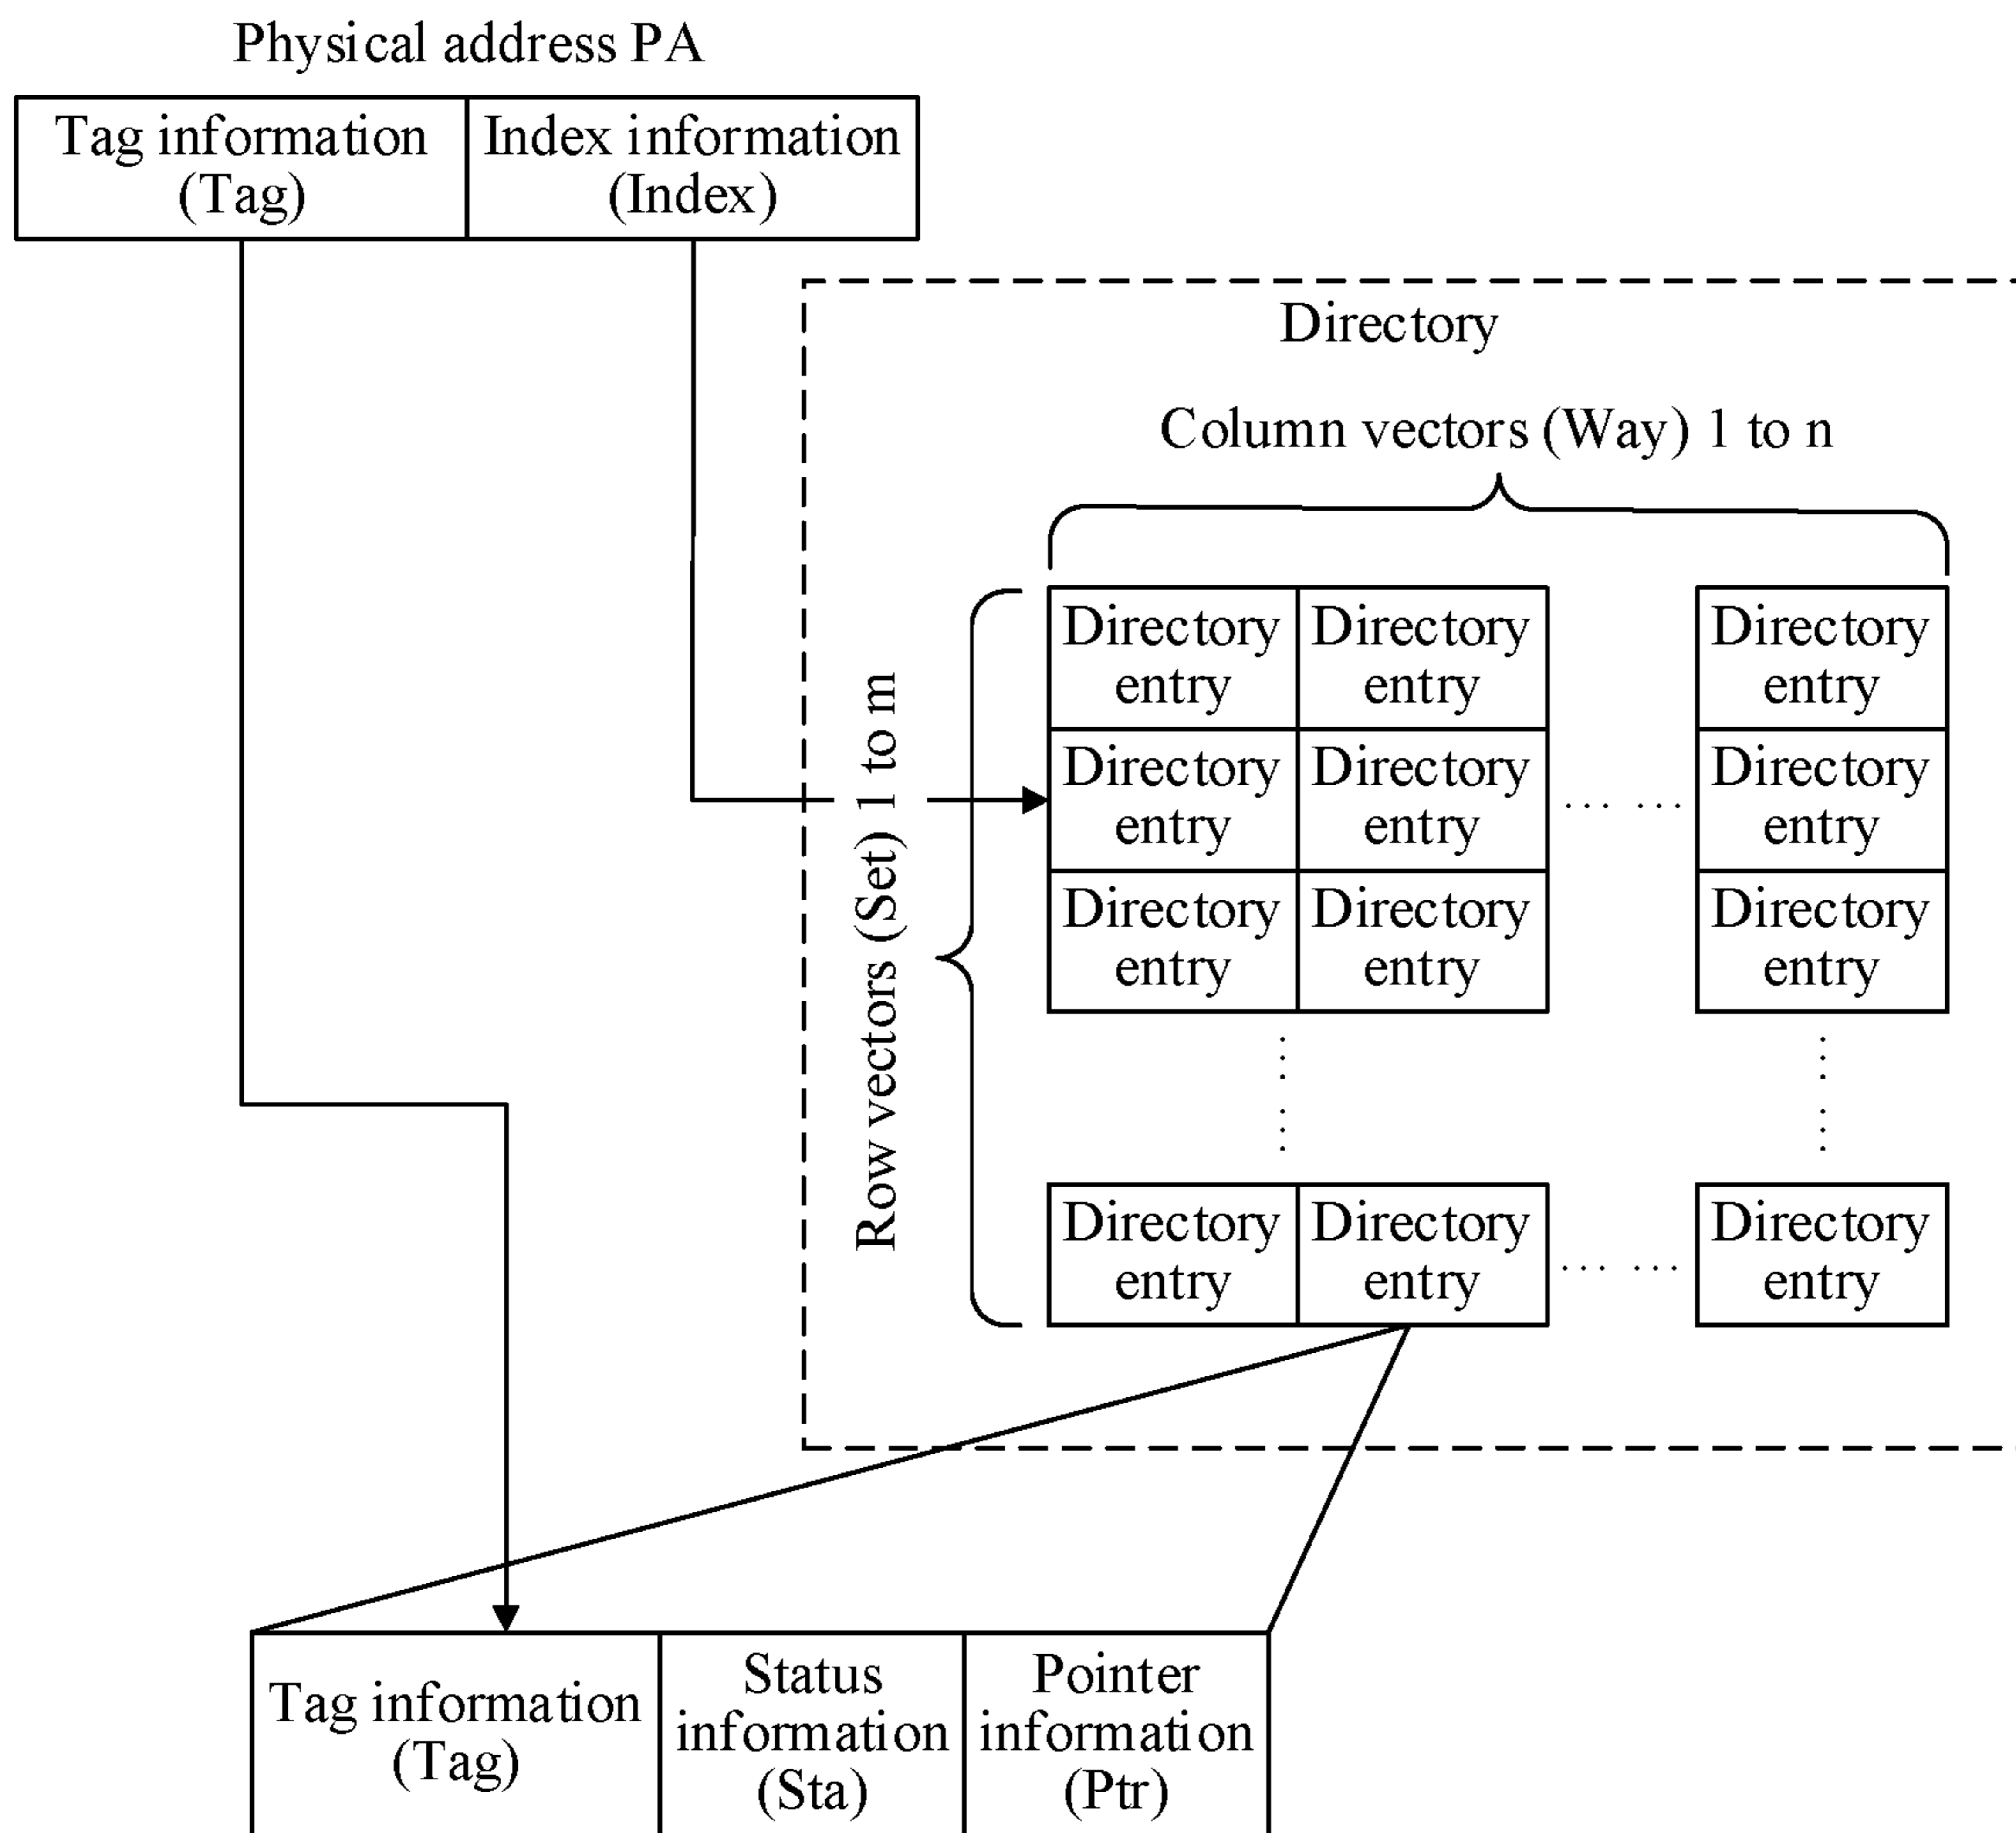 Physical address PA
Tag information
(Tag)
Index information
(Index)
Directory
Column vectors (Way) 1 to n
Row vectors (Set) 1 to m
Directory
entry
Directory
entry
Directory
entry
Directory
entry
Directory
entry
... ...
Directory
entry
Directory
entry
Directory
entry
Directory
entry
Directory
entry
Directory
entry
... ...
Directory
entry
Tag information
(Tag)
Status
information
(Sta)
Pointer
information
(Ptr)